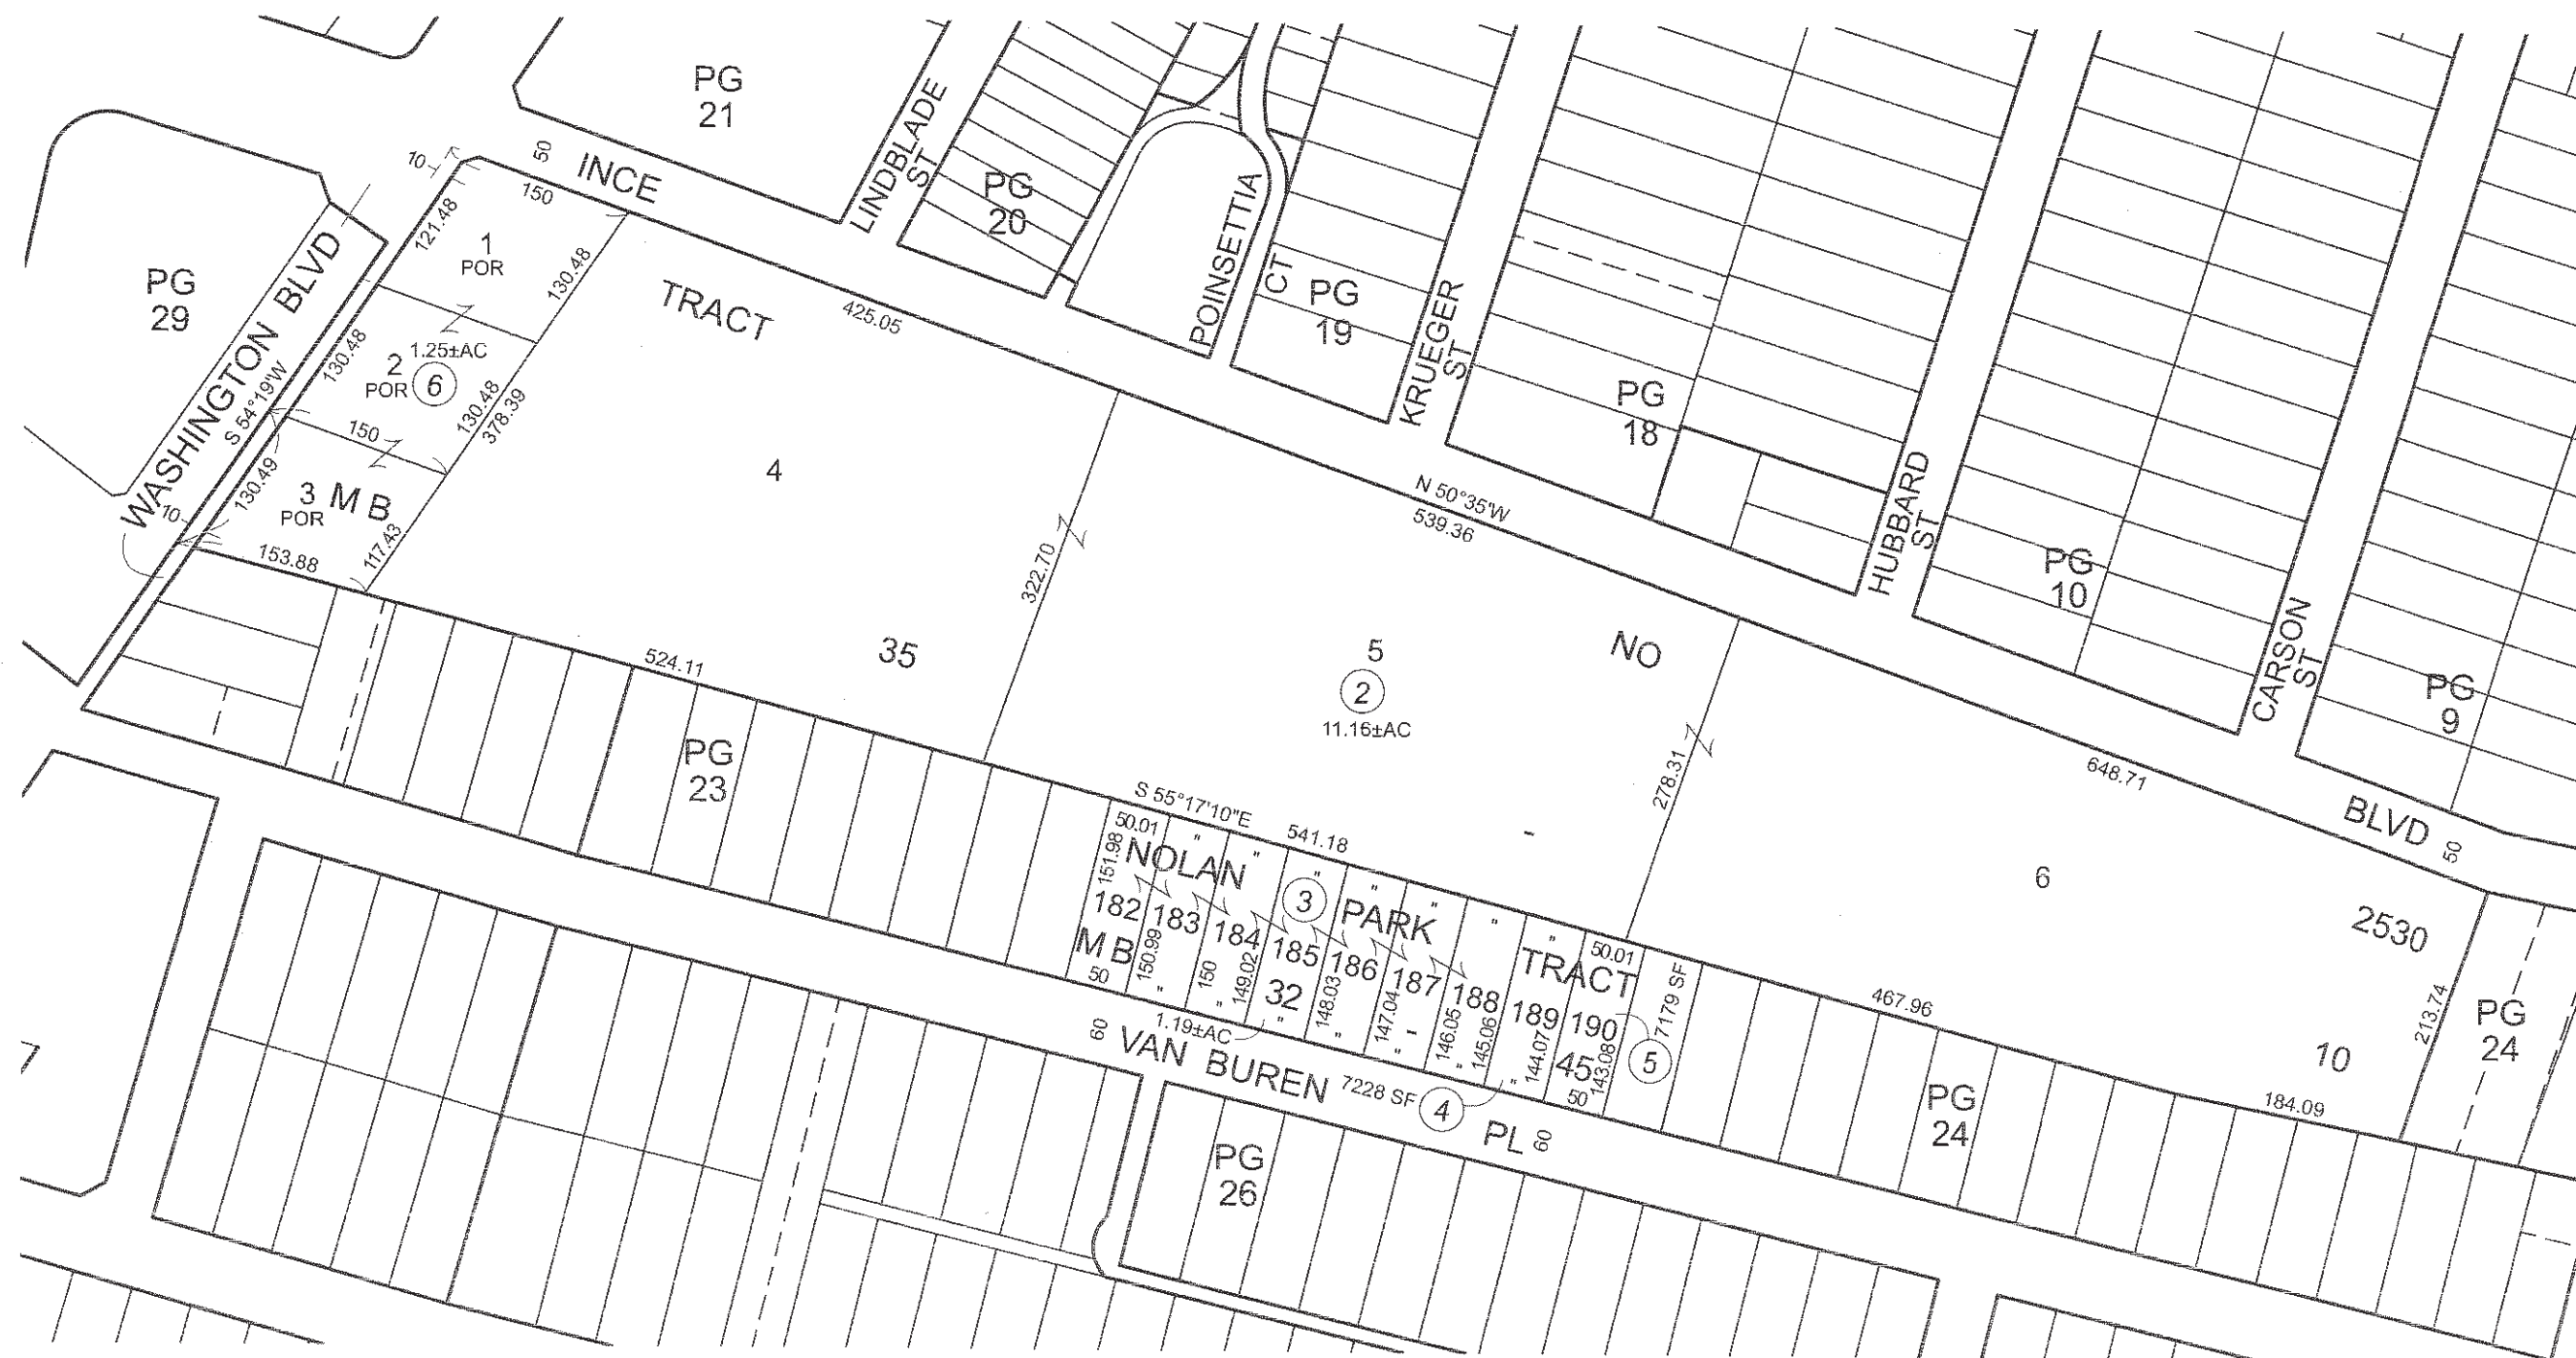 PG
21
PG
29
PG
20
PG
19
PG
18
PG
10
PG
9
PG
23
PG
24
PG
24
PG
26
INCE
50
10
150
LINDBLADE
ST
POINSETTIA
CT
KRUEGER
ST
HUBBARD
ST
CARSON
ST
BLVD
50
WASHINGTON BLVD
S 54°19'W
10
121.48
1
POR
130.48
130.48
2
POR
1.25±AC
6
130.48
378.39
150
130.49
3
POR
M B
117.43
153.88
TRACT
425.05
4
35
524.11
322.70
N 50°35'W
539.36
5
2
11.16±AC
NO
278.31
S 55°17'10"E
541.18
-
648.71
6
2530
10
213.74
467.96
184.09
50.01
" " " " " " "
50.01
NOLAN
3
PARK
TRACT
151.98
182
183
184
185
186
187
188
189
190
M B
32
-
45
150.99
150
149.02
148.03
147.04
146.05
145.06
144.07
143.08
50
" " " " " " "
50
1.19±AC
7179 SF
5
60
VAN BUREN
7228 SF
4
PL
60
7